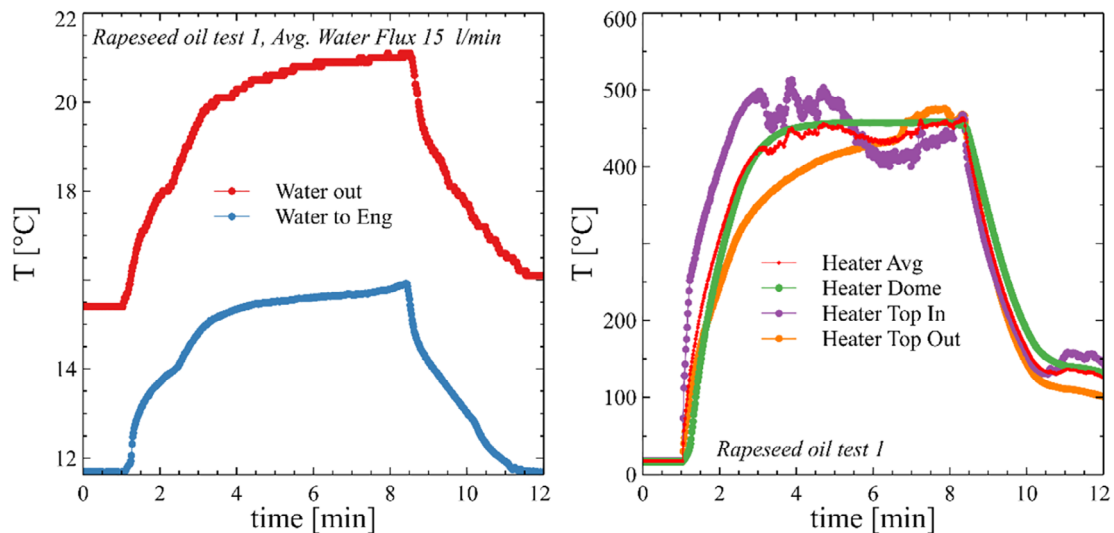 22
20
18
16
14
12
T [°C]
Rapeseed oil test 1, Avg. Water Flux 15 l/min
Water out
Water to Eng
0 2 4 6 8 10 12
time [min]
600
500
400
200
100
0
T [°C]
Heater Avg
Heater Dome
Heater Top In
Heater Top Out
Rapeseed oil test 1
0 2 4 6 8 10 12
time [min]